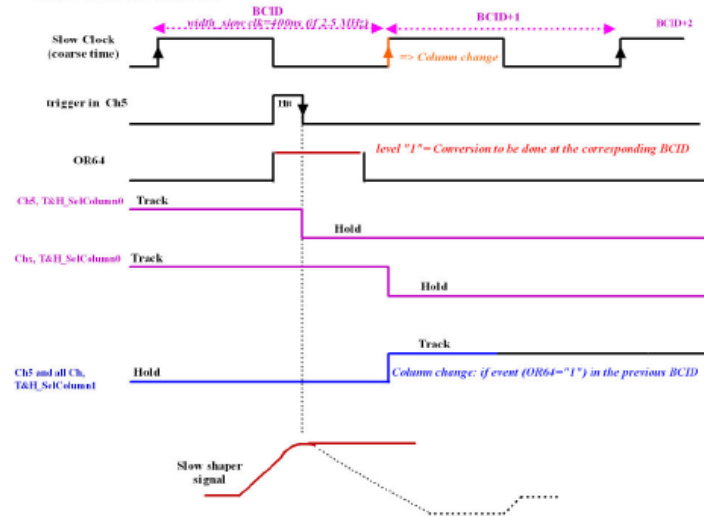 BCID
BCID+1
BCID+2
width_slow clk=400ns (if 2.5 MHz)
Slow Clock
(coarse time)
=> Column change
trigger in Ch5
Hit
OR64
level "1"= Conversion to be done at the corresponding BCID
Ch5, T&H_SelColumn0
Track
Hold
Chx, T&H_SelColumn0
Track
Hold
Track
Ch5 and all Ch,
T&H_SelColumn1
Hold
Column change: if event (OR64="1") in the previous BCID
Slow shaper
signal